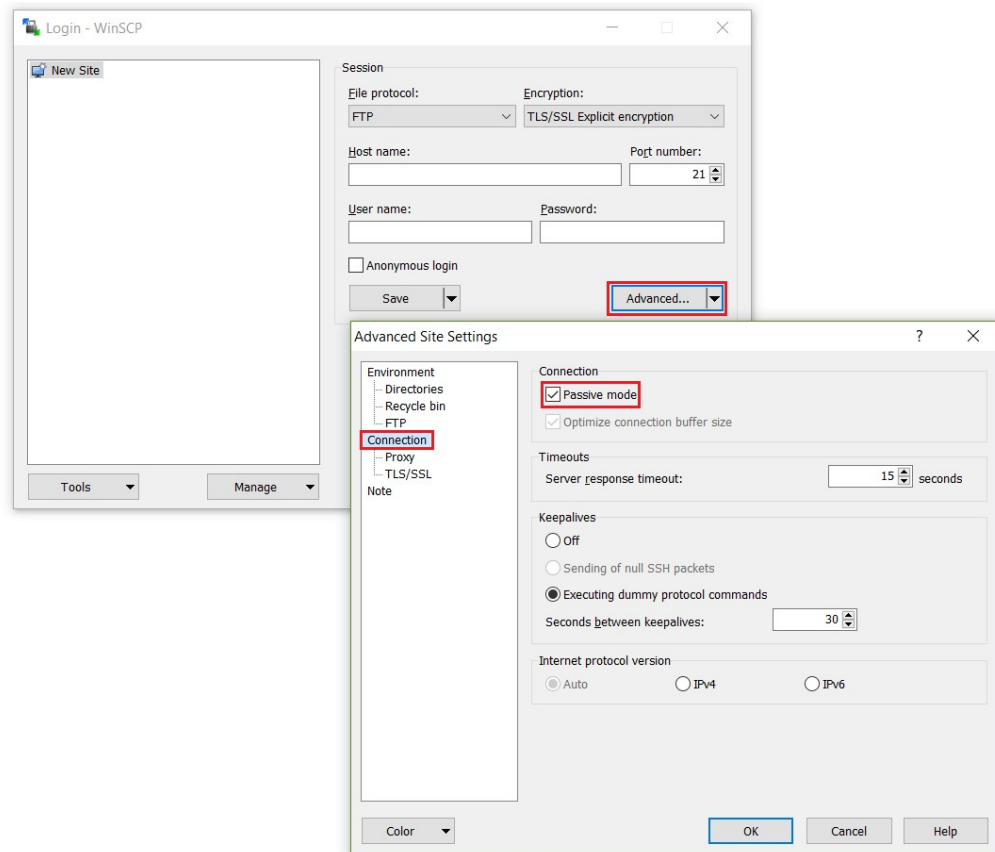 Login - WinSCP
New Site
Session
File protocol:
Encryption:
FTP
TLS/SSL Explicit encryption
Host name:
Port number:
21
User name:
Password:
Anonymous login
Save
Advanced...
Tools
Manage
Advanced Site Settings
?
Environment
Directories
Recycle bin
FTP
Connection
Proxy
TLS/SSL
Note
Connection
Passive mode
Optimize connection buffer size
Timeouts
Server response timeout:
15
seconds
Keepalives
Off
Sending of null SSH packets
Executing dummy protocol commands
Seconds between keepalives:
30
Internet protocol version
Auto
IPv4
IPv6
Color
OK
Cancel
Help